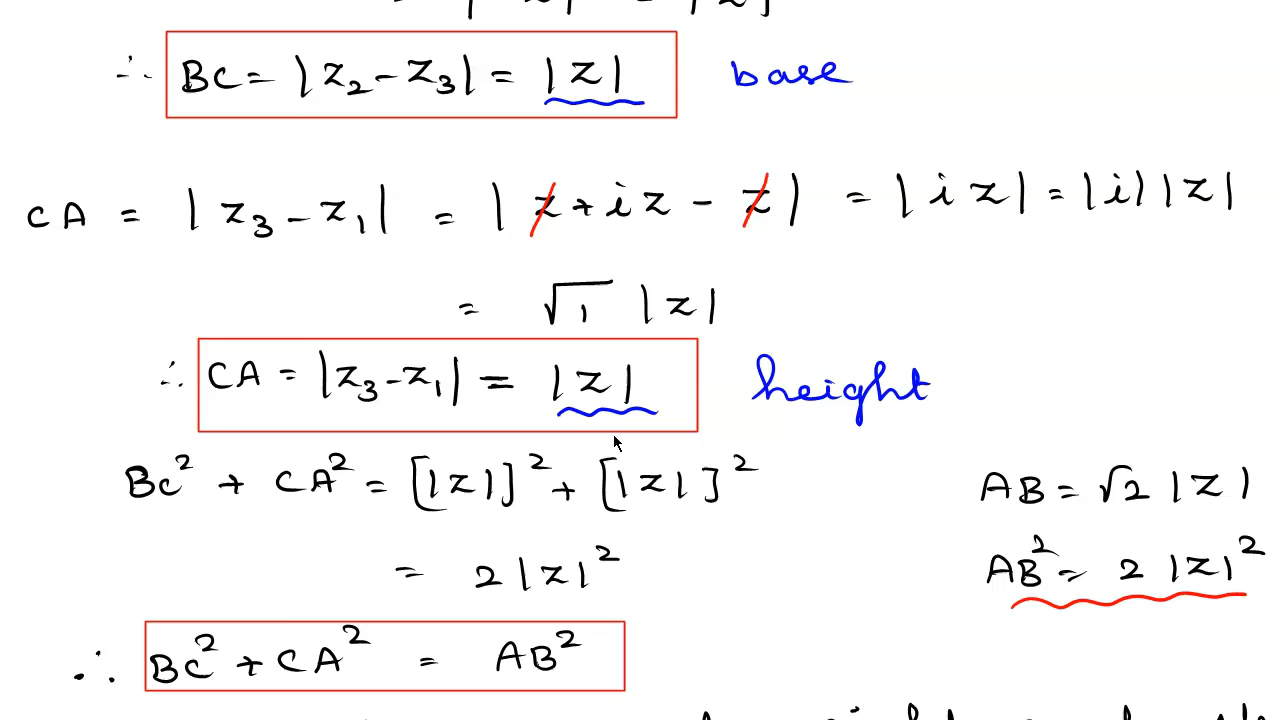 ∴ BC = |z₂ - z₃| = |z| base
CA = |z₃ - z₁| = |z + iz - z| = |iz| = |i| |z|
= √1 |z|
∴ CA = |z₃ - z₁| = |z| height
BC² + CA² = [|z|]² + [|z|]²
AB = √2 |z|
= 2|z|²
AB² = 2 |z|²
∴ BC² + CA² = AB²